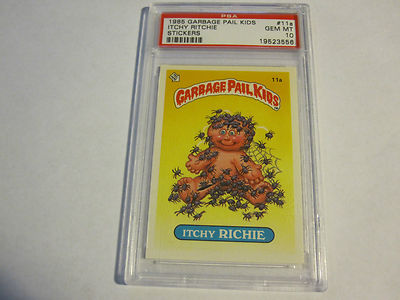 PSA
1985 GARBAGE PAIL KIDS #11a
ITCHY RITCHIE GEM MT
STICKERS 10
19523556
11a
GARBAGE PAIL KIDS
ITCHY RICHIE